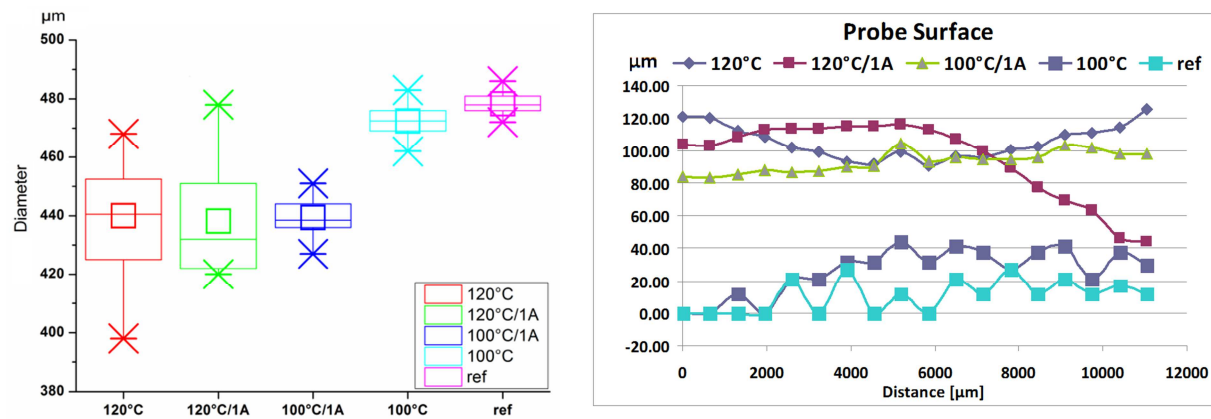 µm
500
480
460
440
420
400
380
Diameter
120°C
120°C/1A
100°C/1A
100°C
ref
120°C
120°C/1A
100°C/1A
100°C
ref
Probe Surface
µm
120°C
120°C/1A
100°C/1A
100°C
ref
140.00
120.00
100.00
80.00
60.00
40.00
20.00
0.00
-20.00
0
2000
4000
6000
8000
10000
12000
Distance [µm]